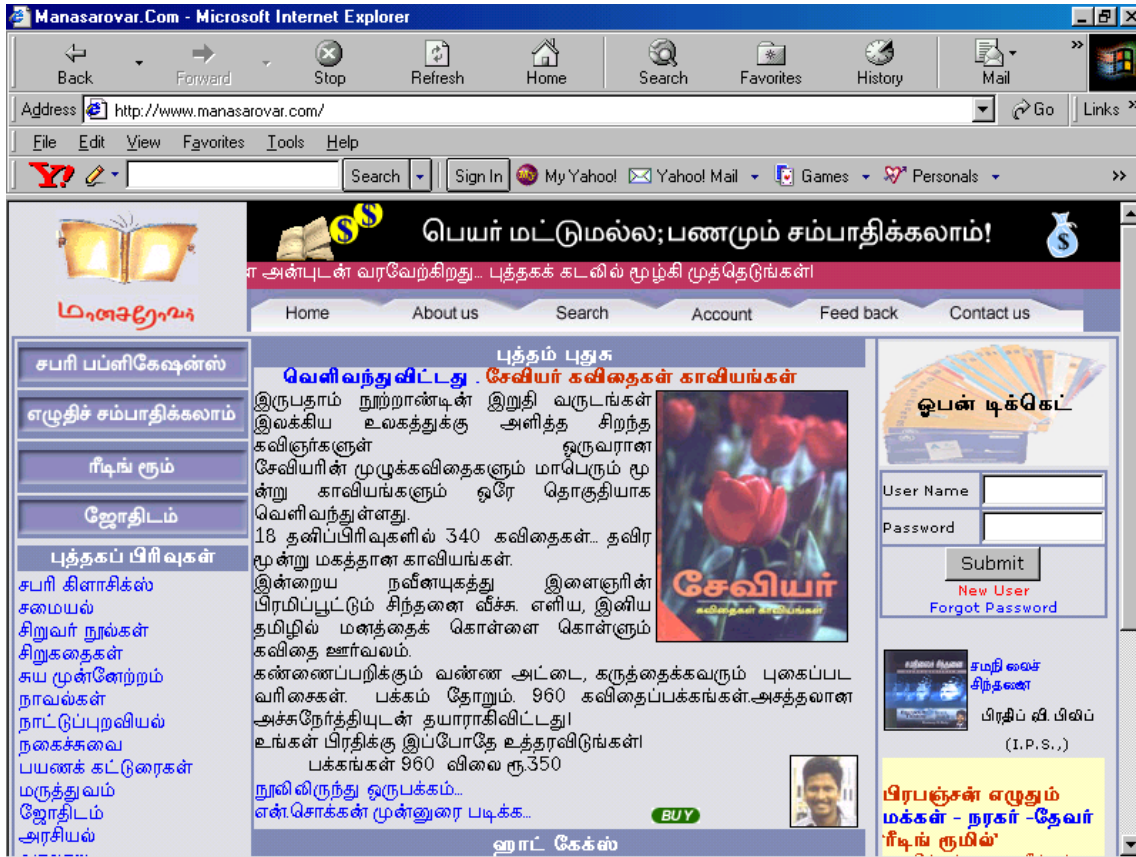 Manasarovar.Com - Microsoft Internet Explorer
Back Forward Stop Refresh Home Search Favorites History Mail »
Address http://www.manasarovar.com/ Go Links »
File Edit View Favorites Tools Help
Y! Search Sign In My Yahoo! Yahoo! Mail Games Personals »
பெயர் மட்டுமல்ல; பணமும் சம்பாதிக்கலாம்!
அன்புடன் வரவேற்கிறது... புத்தகக் கடலில் மூழ்கி முத்தெடுங்கள்!
மானசரோவர்
Home About us Search Account Feed back Contact us
சபரி பப்ளிகேஷன்ஸ்
எழுதிச் சம்பாதிக்கலாம்
ரீடிங் ரூம்
ஜோதிடம்
புத்தகப் பிரிவுகள்
சபரி கிளாசிக்ஸ்
சமையல்
சிறுவர் நூல்கள்
சிறுகதைகள்
சுய முன்னேற்றம்
நாவல்கள்
நாட்டுப்புறவியல்
நகைச்சுவை
பயணக் கட்டுரைகள்
மருத்துவம்
ஜோதிடம்
அரசியல்
புத்தம் புதுசு
வெளிவந்துவிட்டது . சேவியர் கவிதைகள் காவியங்கள்
இருபதாம் நூற்றாண்டின் இறுதி வருடங்கள்
இலக்கிய உலகத்துக்கு அளித்த சிறந்த
கவிஞர்களுள் ஒருவரான
சேவியரின் முழுக்கவிதைகளும் மாபெரும் மூ
ன்று காவியங்களும் ஒரே தொகுதியாக
வெளிவந்துள்ளது.
18 தனிப்பிரிவுகளில் 340 கவிதைகள்... தவிர
மூன்று மகத்தான காவியங்கள்.
இன்றைய நவீனயுகத்து இளைஞரின்
பிரமிப்பூட்டும் சிந்தனை வீச்சு. எளிய, இனிய
தமிழில் மனத்தைக் கொள்ளை கொள்ளும்
கவிதை ஊர்வலம்.
கண்ணைப்பறிக்கும் வண்ண அட்டை, கருத்தைக்கவரும் புகைப்பட
வரிசைகள். பக்கம் தோறும். 960 கவிதைப்பக்கங்கள்.அசத்தலான
அச்சுநேர்த்தியுடன் தயாராகிவிட்டது!
உங்கள் பிரதிக்கு இப்போதே உத்தரவிடுங்கள்!
பக்கங்கள் 960 விலை ரூ.350
நூலிலிருந்து ஒருபக்கம்...
என்.சொக்கன் முன்னுரை படிக்க...
BUY
ஹாட் கேக்ஸ்
சேவியர்
கவிதைகள் காவியங்கள்
ஓபன் டிக்கெட்
User Name
Password
Submit
New User
Forgot Password
சமநிலைச்
சிந்தனை
பிரதீப் வி. பிலிப்
(I.P.S.,)
பிரபஞ்சன் எழுதும்
மக்கள் - நரகர் -தேவர்
'ரீடிங் ரூமில்'